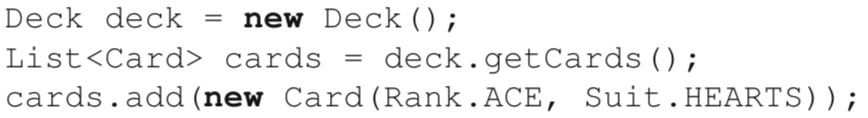 Deck deck = new Deck();
List<Card> cards = deck.getCards();
cards.add(new Card(Rank.ACE, Suit.HEARTS));